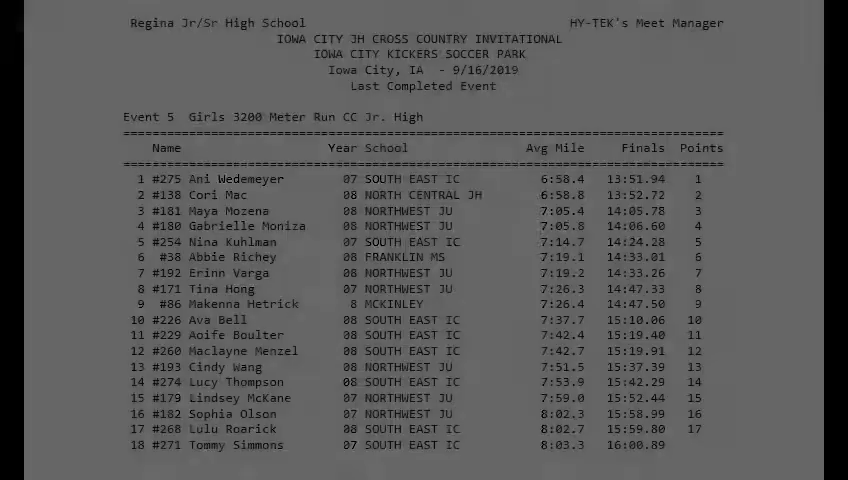 Regina Jr/Sr High School HY-TEK's Meet Manager
IOWA CITY JH CROSS COUNTRY INVITATIONAL
IOWA CITY KICKERS SOCCER PARK
Iowa City, IA - 9/16/2019
Last Completed Event
Event 5 Girls 3200 Meter Run CC Jr. High
Name Year School Avg Mile Finals Points
1 #275 Ani Wedemeyer 07 SOUTH EAST IC 6:58.4 13:51.94 1
2 #138 Cori Mac 08 NORTH CENTRAL JH 6:58.8 13:52.72 2
3 #181 Maya Mozena 08 NORTHWEST JU 7:05.4 14:05.78 3
4 #180 Gabrielle Moniza 08 NORTHWEST JU 7:05.8 14:06.60 4
5 #254 Nina Kuhlman 07 SOUTH EAST IC 7:14.7 14:24.28 5
6 #38 Abbie Richey 08 FRANKLIN MS 7:19.1 14:33.01 6
7 #192 Erinn Varga 08 NORTHWEST JU 7:19.2 14:33.26 7
8 #171 Tina Hong 07 NORTHWEST JU 7:26.3 14:47.33 8
9 #86 Makenna Hetrick 8 MCKINLEY 7:26.4 14:47.50 9
10 #226 Ava Bell 08 SOUTH EAST IC 7:37.7 15:10.06 10
11 #229 Aoife Boulter 08 SOUTH EAST IC 7:42.4 15:19.40 11
12 #260 Maclayne Menzel 08 SOUTH EAST IC 7:42.7 15:19.91 12
13 #193 Cindy Wang 08 NORTHWEST JU 7:51.5 15:37.39 13
14 #274 Lucy Thompson 08 SOUTH EAST IC 7:53.9 15:42.29 14
15 #179 Lindsey McKane 07 NORTHWEST JU 7:59.0 15:52.44 15
16 #182 Sophia Olson 07 NORTHWEST JU 8:02.3 15:58.99 16
17 #268 Lulu Roarick 08 SOUTH EAST IC 8:02.7 15:59.80 17
18 #271 Tommy Simmons 07 SOUTH EAST IC 8:03.3 16:00.89